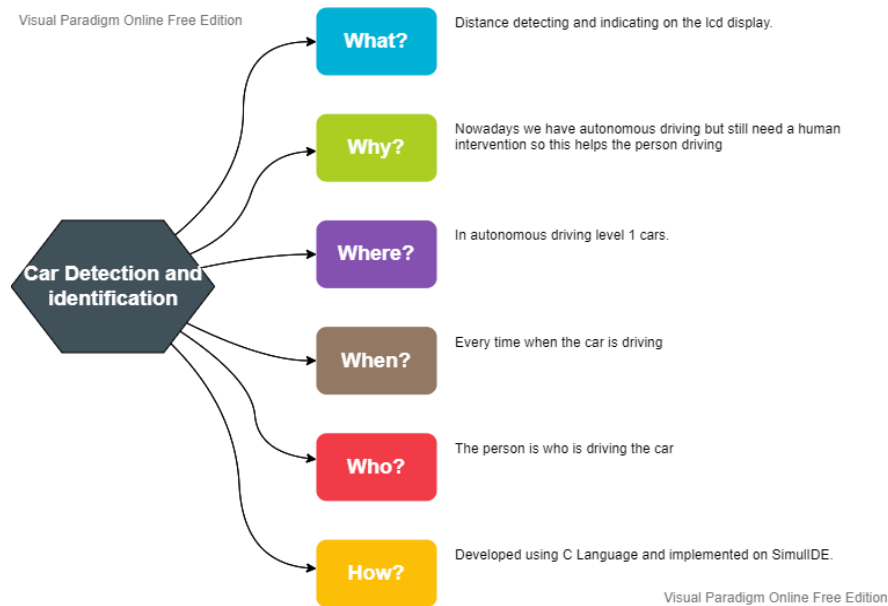 Visual Paradigm Online Free Edition
What?
Distance detecting and indicating on the lcd display.
Why?
Nowadays we have autonomous driving but still need a human
intervention so this helps the person driving
Where?
In autonomous driving level 1 cars.
Car Detection and
identification
When?
Every time when the car is driving
Who?
The person is who is driving the car
How?
Developed using C Language and implemented on SimulIDE.
Visual Paradigm Online Free Edition